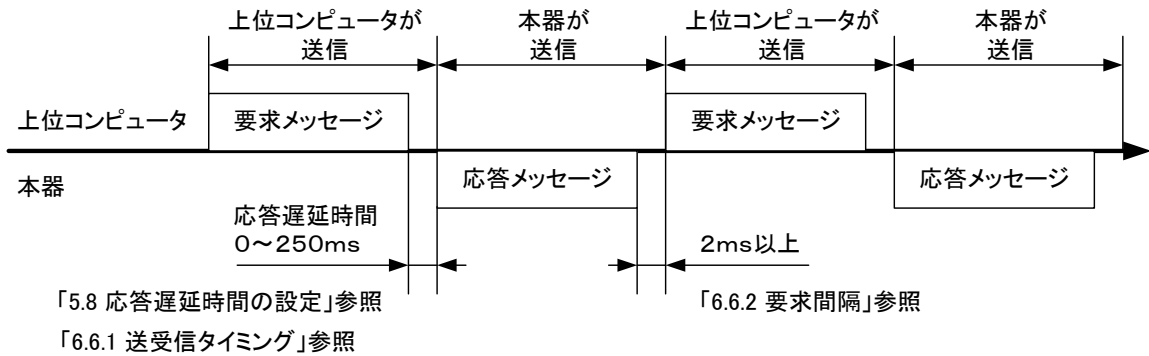 上位コンピュータが
送信
本器が
送信
上位コンピュータが
送信
本器が
送信
上位コンピュータ
要求メッセージ
要求メッセージ
本器
応答メッセージ
応答メッセージ
応答遅延時間
0～250ms
2ms以上
「5.8 応答遅延時間の設定」参照
「6.6.2 要求間隔」参照
「6.6.1 送受信タイミング」参照